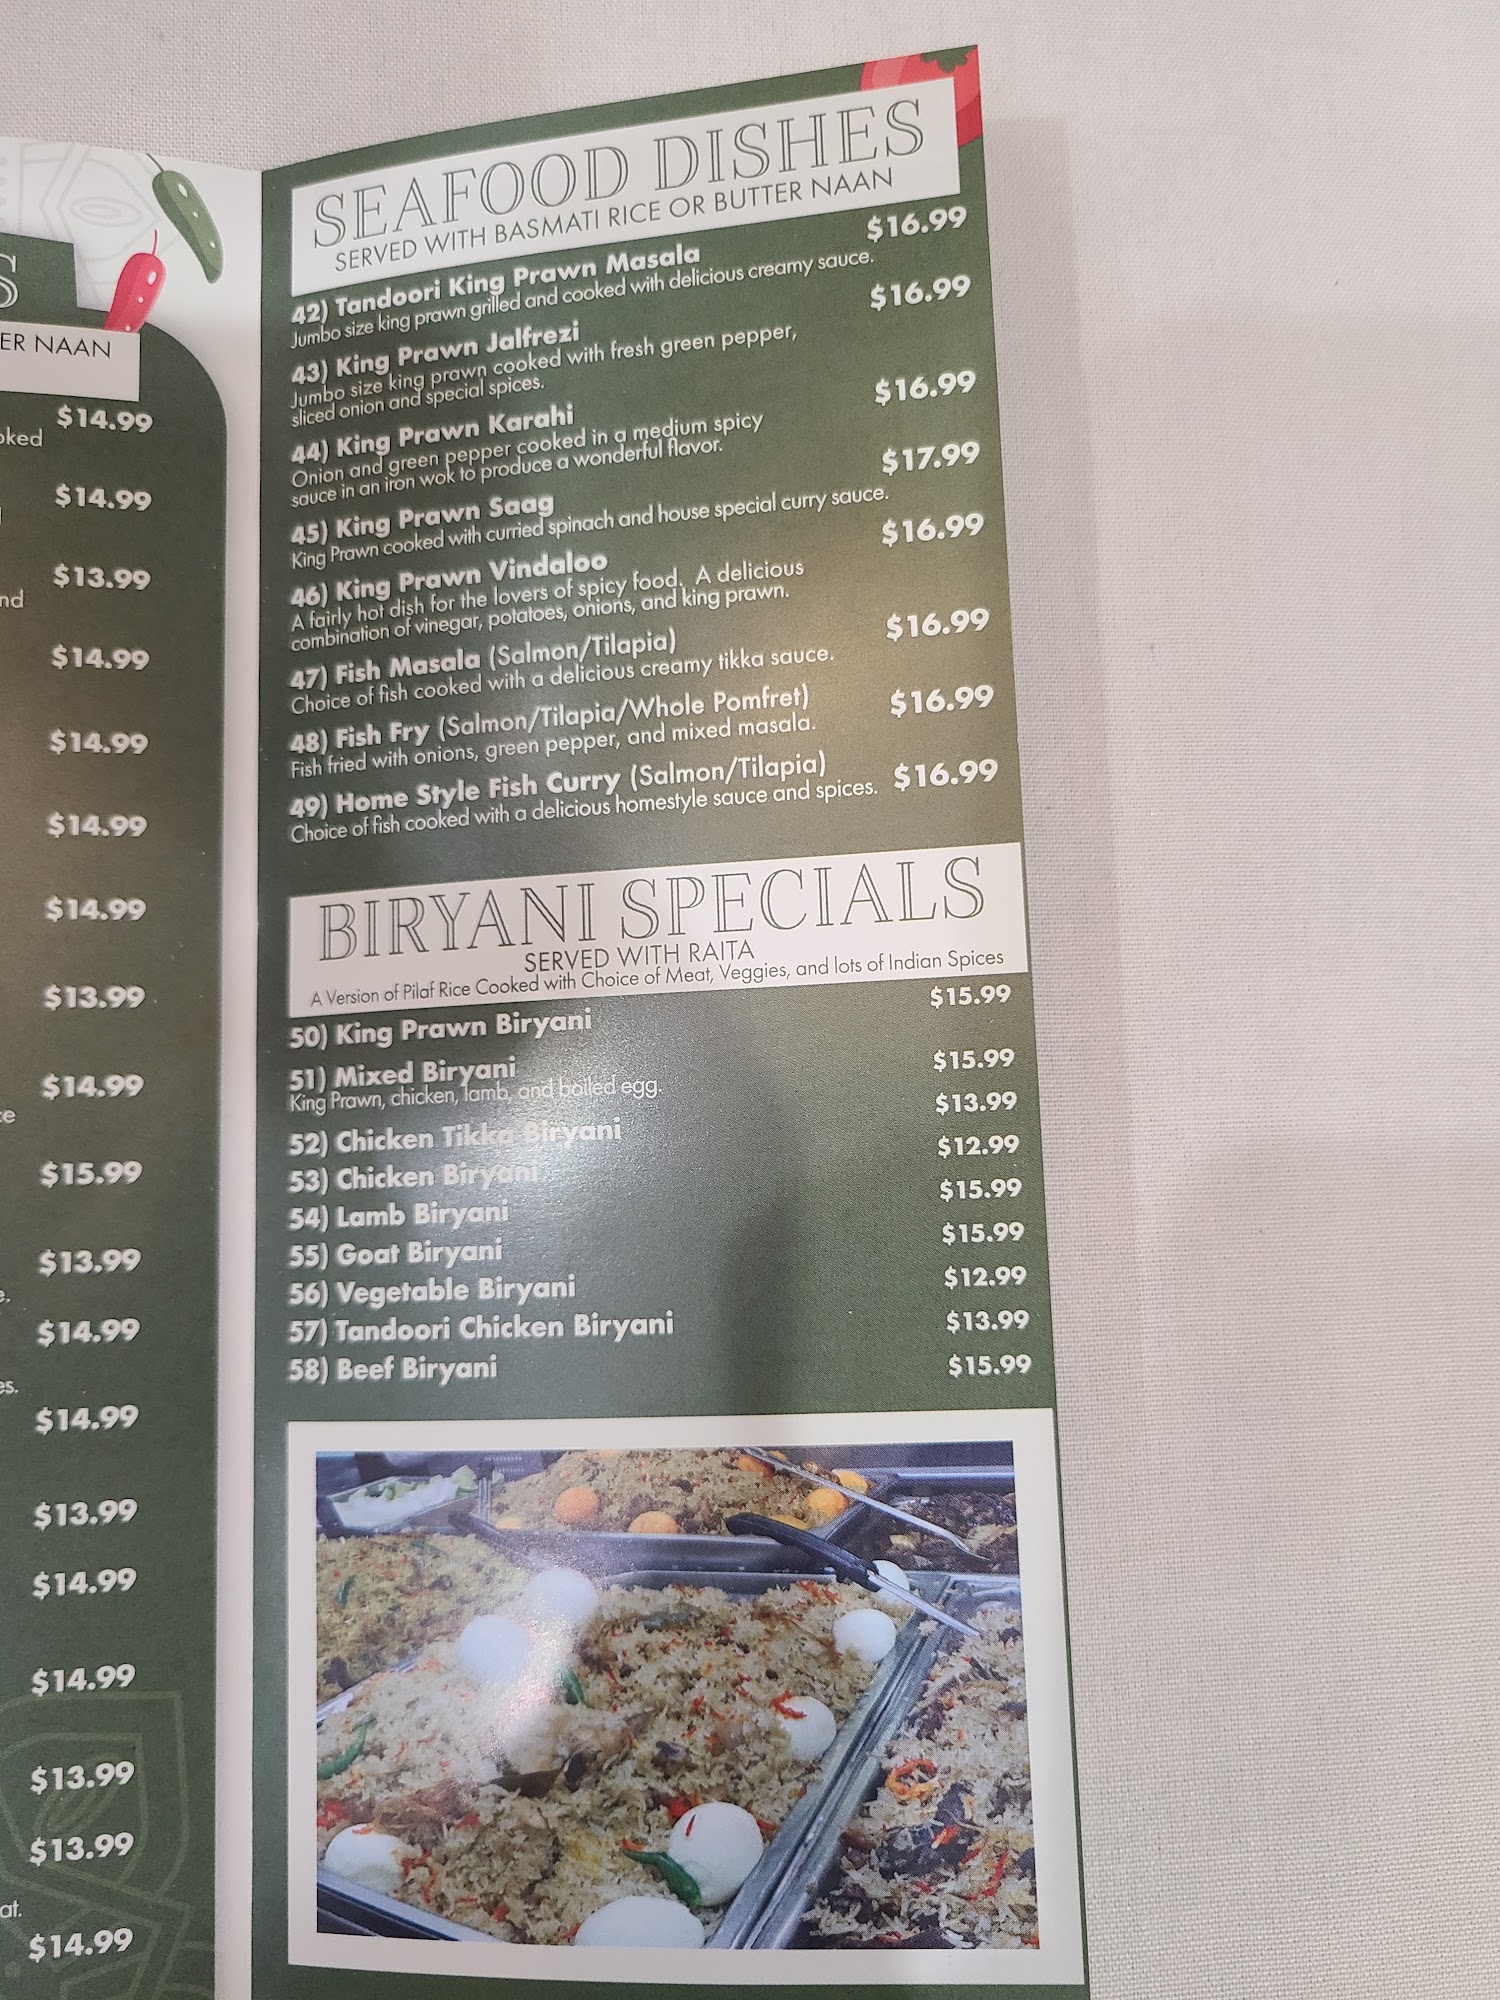 S
ER NAAN
$14.99
oked
$14.99
$13.99
nd
$14.99
$14.99
$14.99
$14.99
$13.99
$14.99
ce
$15.99
$13.99
e.
$14.99
es.
$14.99
$13.99
$14.99
$14.99
$13.99
$13.99
at.
$14.99
SEAFOOD DISHES
SERVED WITH BASMATI RICE OR BUTTER NAAN
42) Tandoori King Prawn Masala $16.99
Jumbo size king prawn grilled and cooked with delicious creamy sauce.
43) King Prawn Jalfrezi $16.99
Jumbo size king prawn cooked with fresh green pepper,
sliced onion and special spices.
44) King Prawn Karahi $16.99
Onion and green pepper cooked in a medium spicy
sauce in an iron wok to produce a wonderful flavor.
45) King Prawn Saag $17.99
King Prawn cooked with curried spinach and house special curry sauce.
46) King Prawn Vindaloo $16.99
A fairly hot dish for the lovers of spicy food. A delicious
combination of vinegar, potatoes, onions, and king prawn.
47) Fish Masala (Salmon/Tilapia) $16.99
Choice of fish cooked with a delicious creamy tikka sauce.
48) Fish Fry (Salmon/Tilapia/Whole Pomfret) $16.99
Fish fried with onions, green pepper, and mixed masala.
49) Home Style Fish Curry (Salmon/Tilapia) $16.99
Choice of fish cooked with a delicious homestyle sauce and spices.
BIRYANI SPECIALS
SERVED WITH RAITA
A Version of Pilaf Rice Cooked with Choice of Meat, Veggies, and lots of Indian Spices
50) King Prawn Biryani $15.99
51) Mixed Biryani $15.99
King Prawn, chicken, lamb, and boiled egg.
52) Chicken Tikka Biryani $13.99
53) Chicken Biryani $12.99
54) Lamb Biryani $15.99
55) Goat Biryani $15.99
56) Vegetable Biryani $12.99
57) Tandoori Chicken Biryani $13.99
58) Beef Biryani $15.99